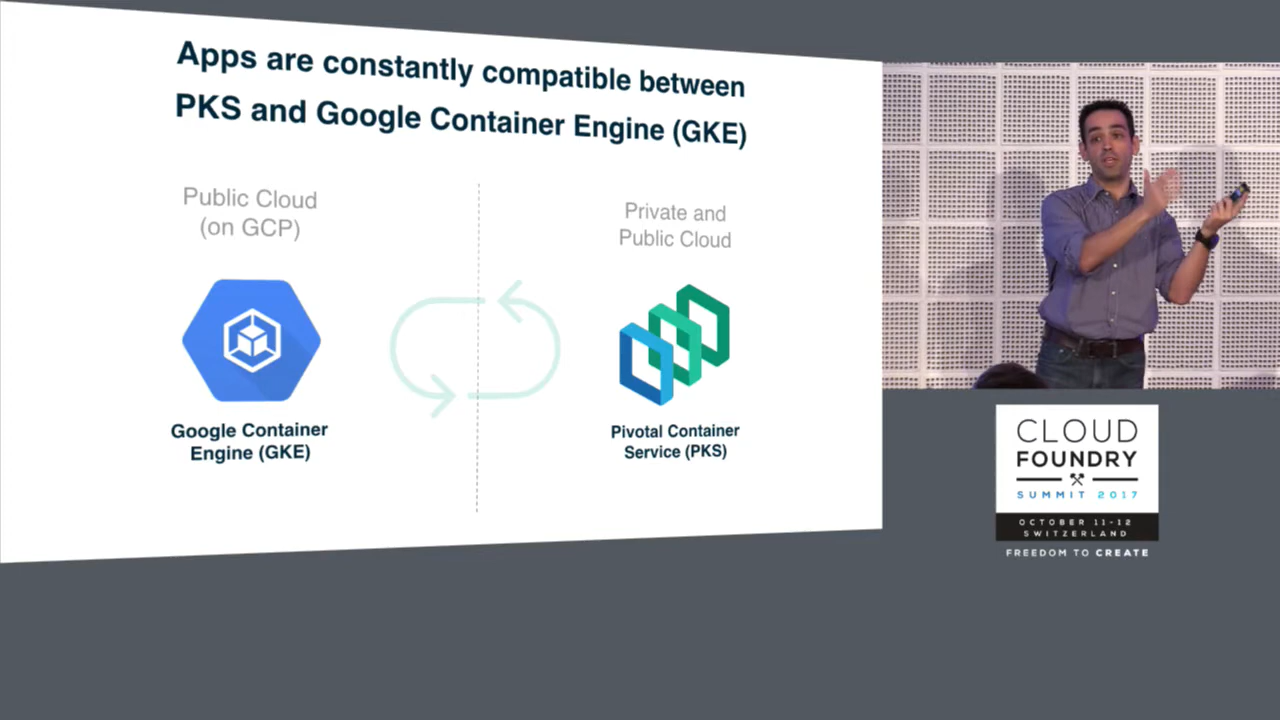 Apps are constantly compatible between
PKS and Google Container Engine (GKE)
Public Cloud
(on GCP)
Private and
Public Cloud
Google Container
Engine (GKE)
Pivotal Container
Service (PKS)
CLOUD
FOUNDRY
SUMMIT 2017
OCTOBER 11-12
SWITZERLAND
FREEDOM TO CREATE